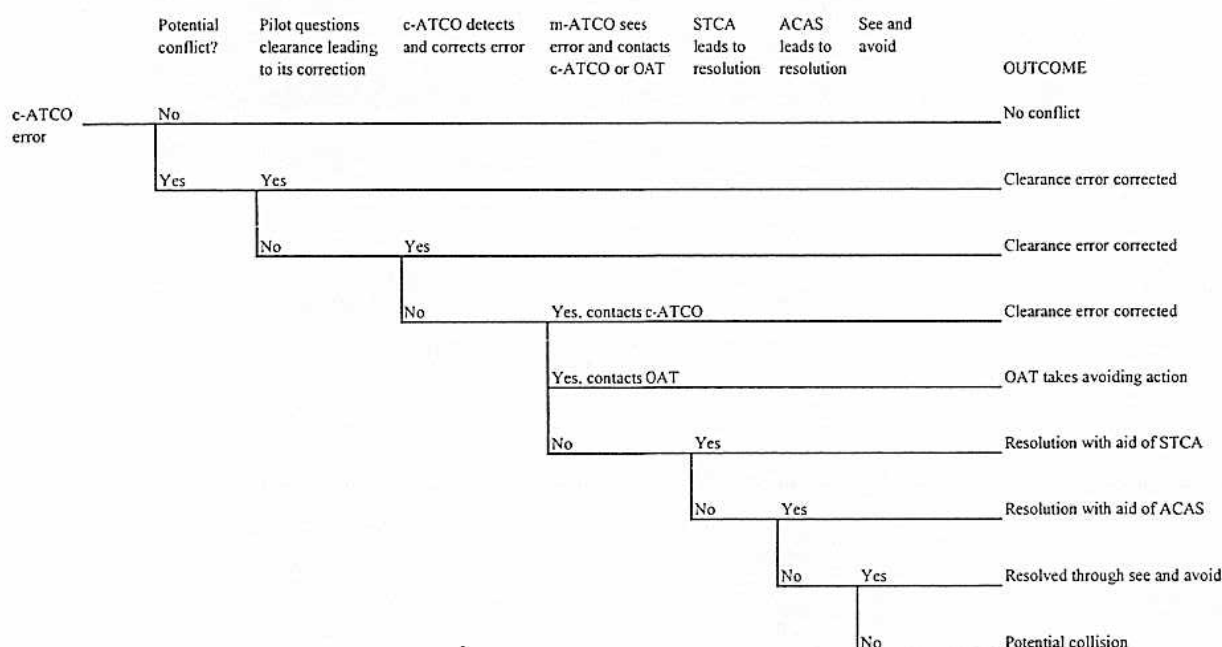 Potential
conflict?
Pilot questions
clearance leading
to its correction
c-ATCO detects
and corrects error
m-ATCO sees
error and contacts
c-ATCO or OAT
STCA
leads to
resolution
ACAS
leads to
resolution
See and
avoid
OUTCOME
c-ATCO
error
No
No conflict
Yes
Yes
Clearance error corrected
No
Yes
Clearance error corrected
No
Yes, contacts c-ATCO
Clearance error corrected
Yes, contacts OAT
OAT takes avoiding action
No
Yes
Resolution with aid of STCA
No
Yes
Resolution with aid of ACAS
No
Yes
Resolved through see and avoid
No
Potential collision